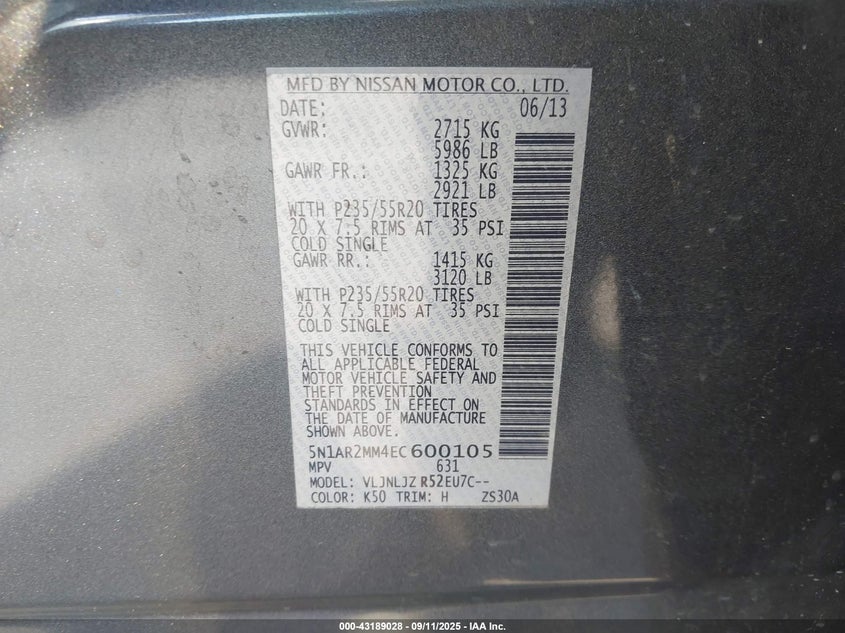 MFD BY NISSAN MOTOR CO., LTD.
DATE: 06/13
GVWR: 2715 KG
5986 LB
GAWR FR.: 1325 KG
2921 LB
WITH P235/55R20 TIRES
20 X 7.5 RIMS AT 35 PSI
COLD SINGLE
GAWR RR.: 1415 KG
3120 LB
WITH P235/55R20 TIRES
20 X 7.5 RIMS AT 35 PSI
COLD SINGLE
THIS VEHICLE CONFORMS TO
ALL APPLICABLE FEDERAL
MOTOR VEHICLE SAFETY AND
THEFT PREVENTION
STANDARDS IN EFFECT ON
THE DATE OF MANUFACTURE
SHOWN ABOVE.
5N1AR2MM4EC600105
MPV 631
MODEL: VLJNLJZ R52EU7C--
COLOR: K50 TRIM: H ZS30A
000-43189028 - 09/11/2025 - IAA Inc.